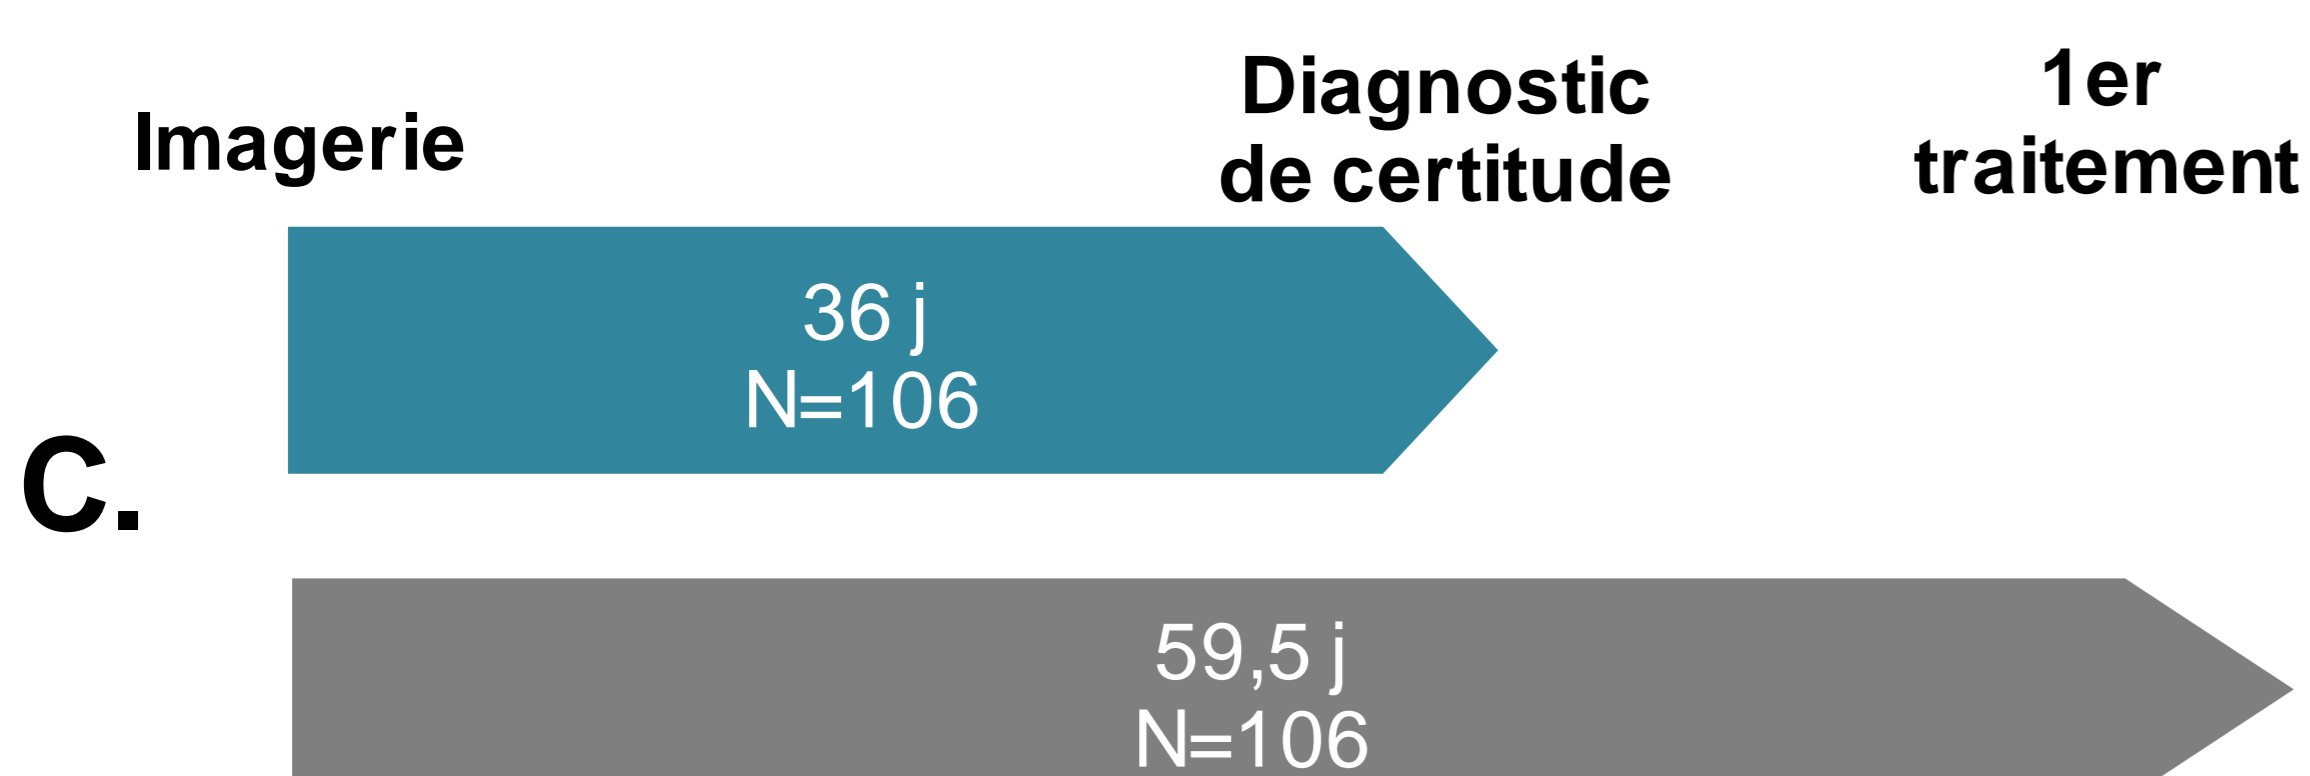 Imagerie
Diagnostic
de certitude
1er
traitement
36 j
N=106
C.
59,5 j
N=106